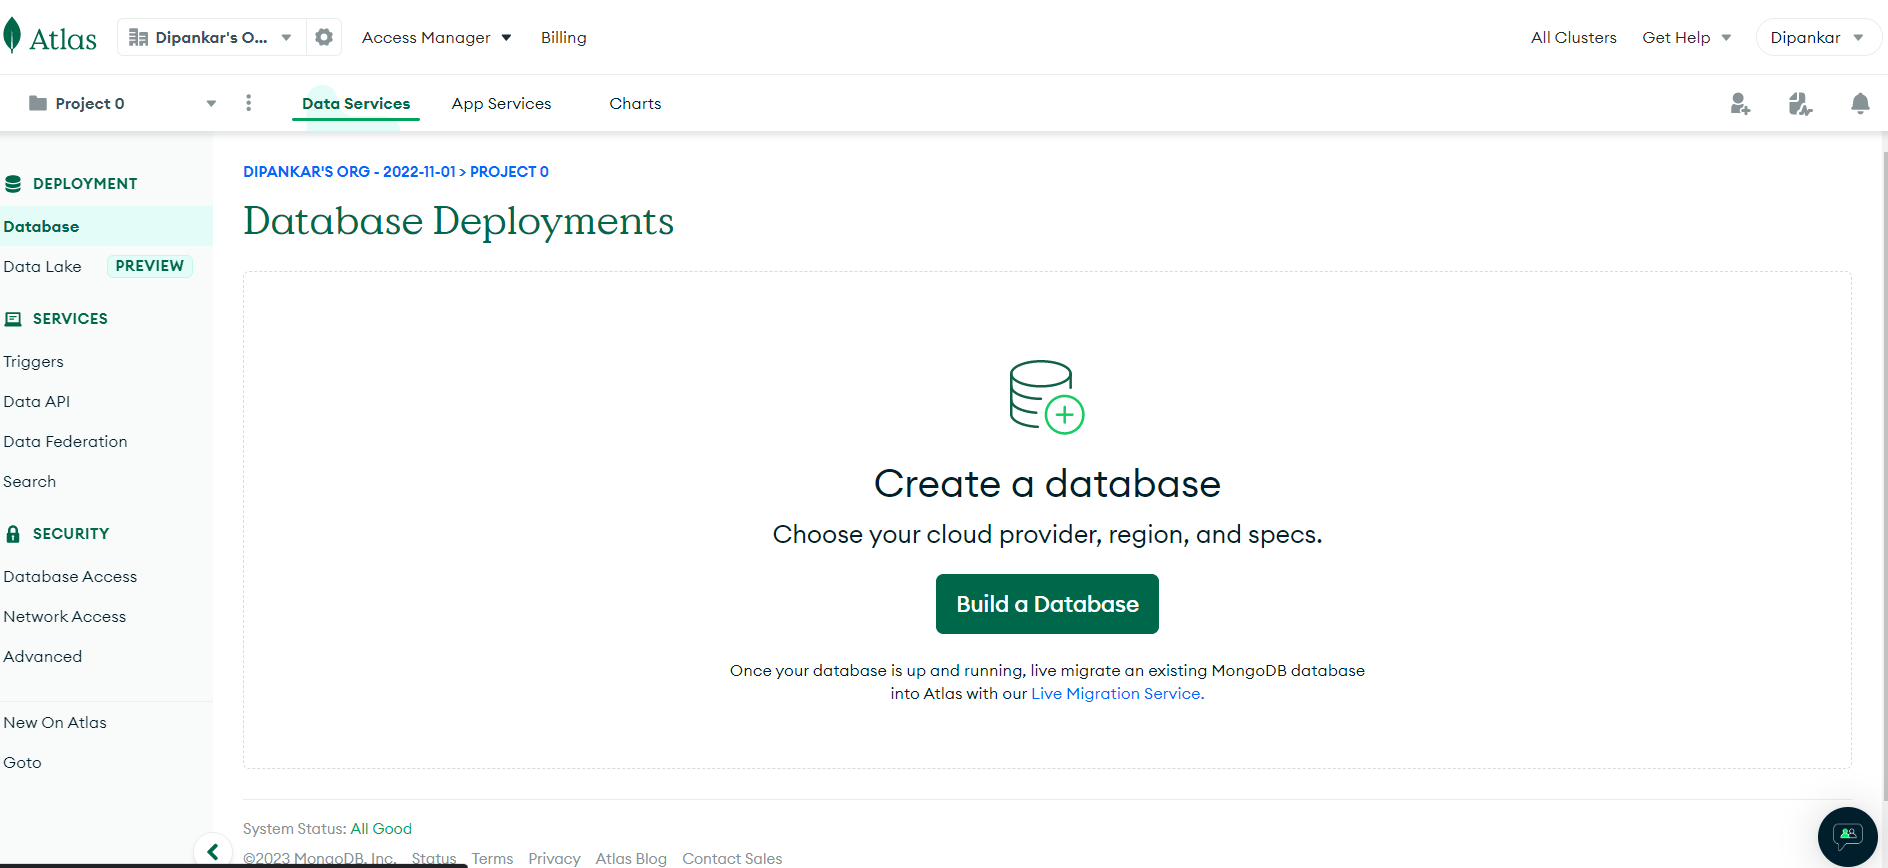 Atlas
Dipankar's O...
Access Manager
Billing
All Clusters
Get Help
Dipankar
Project 0
Data Services
App Services
Charts
DEPLOYMENT
Database
Data Lake PREVIEW
SERVICES
Triggers
Data API
Data Federation
Search
SECURITY
Database Access
Network Access
Advanced
New On Atlas
Goto
DIPANKAR'S ORG - 2022-11-01 > PROJECT 0
Database Deployments
Create a database
Choose your cloud provider, region, and specs.
Build a Database
Once your database is up and running, live migrate an existing MongoDB database
into Atlas with our Live Migration Service.
System Status: All Good
©2023 MongoDB, Inc. Status Terms Privacy Atlas Blog Contact Sales